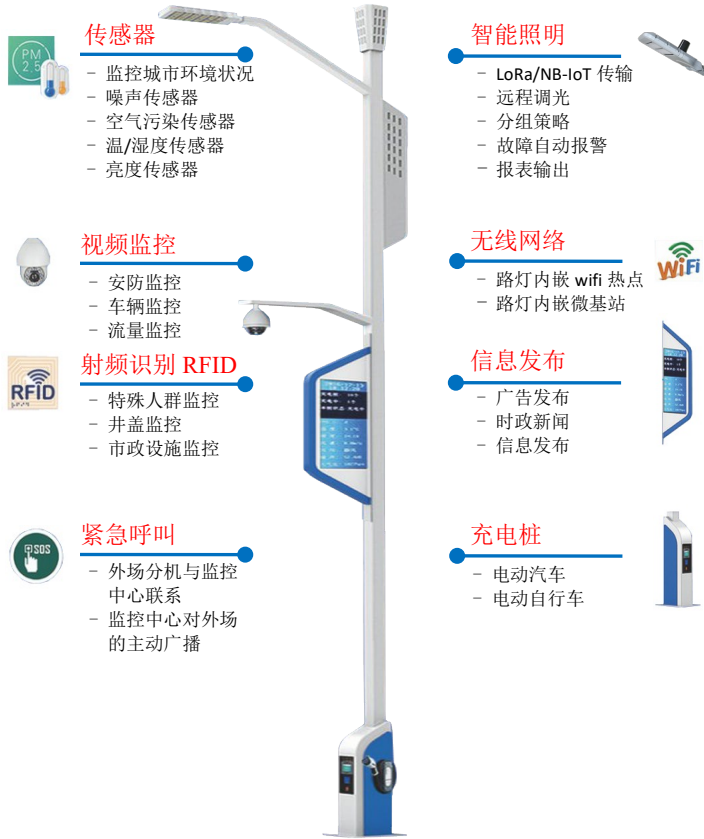 传感器
PM
2.5
- 监控城市环境状况
- 噪声传感器
- 空气污染传感器
- 温/湿度传感器
- 亮度传感器
视频监控
- 安防监控
- 车辆监控
- 流量监控
射频识别 RFID
RFID
- 特殊人群监控
- 井盖监控
- 市政设施监控
紧急呼叫
SOS
- 外场分机与监控
中心联系
- 监控中心对外场
的主动广播
智能照明
- LoRa/NB-IoT 传输
- 远程调光
- 分组策略
- 故障自动报警
- 报表输出
无线网络
WiFi
- 路灯内嵌 wifi 热点
- 路灯内嵌微基站
信息发布
- 广告发布
- 时政新闻
- 信息发布
充电桩
- 电动汽车
- 电动自行车